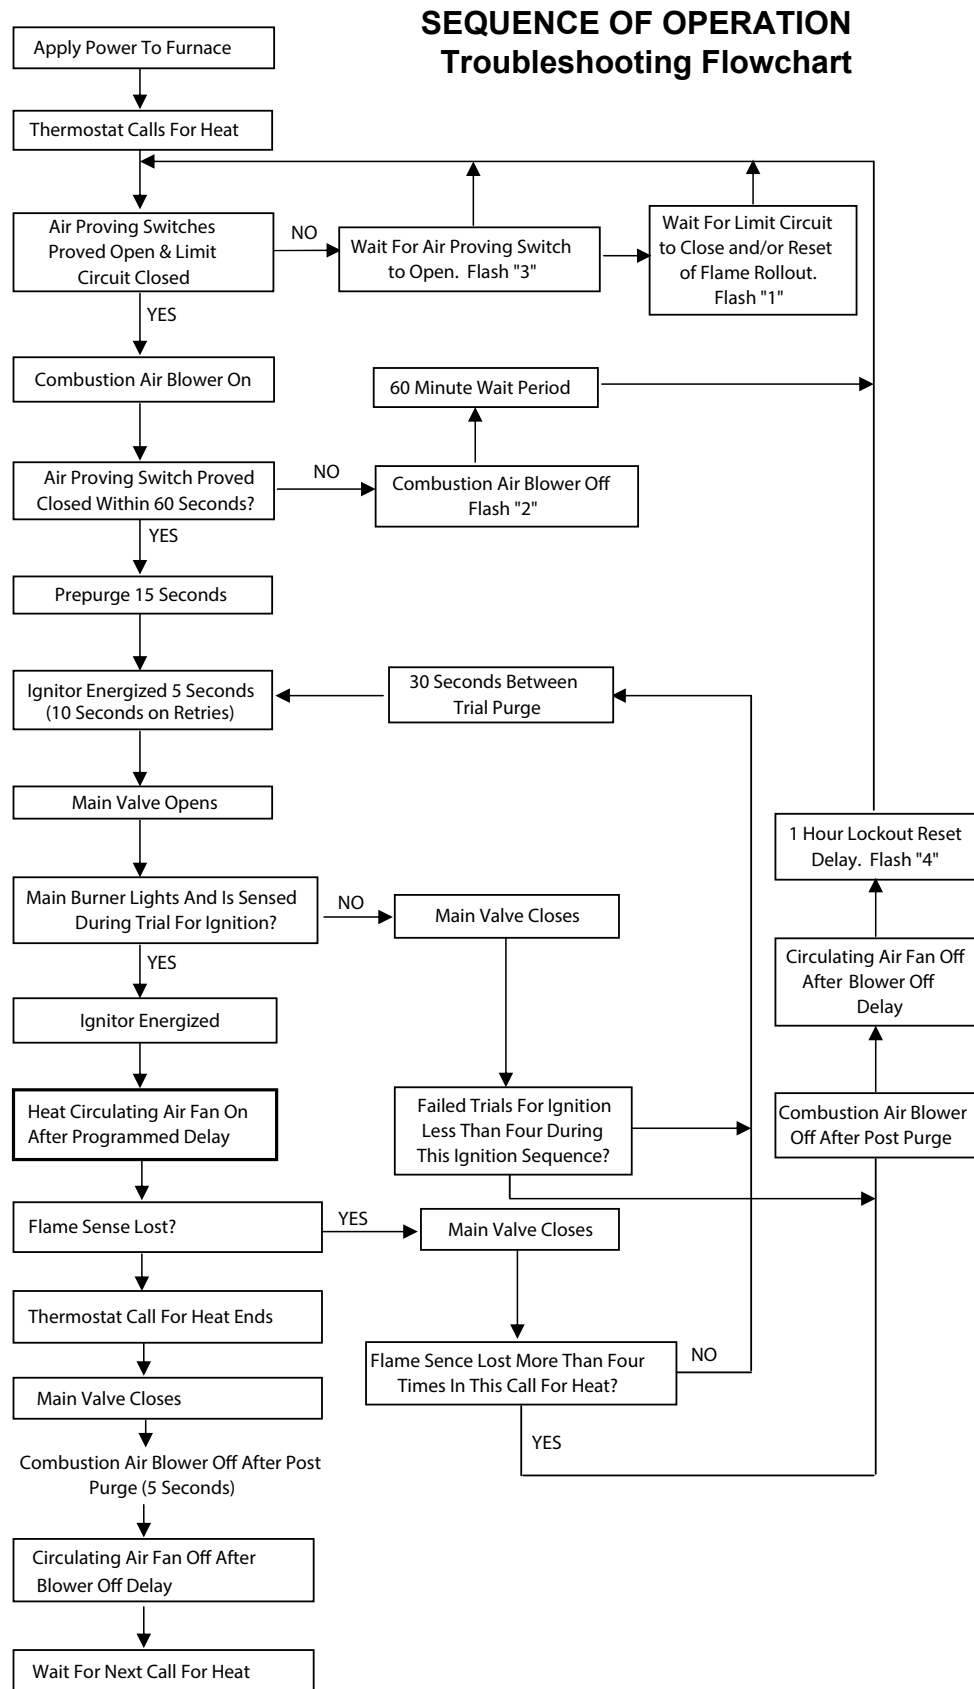 SEQUENCE OF OPERATION
Troubleshooting Flowchart
Apply Power To Furnace
Thermostat Calls For Heat
Air Proving Switches
Proved Open & Limit
Circuit Closed
NO
Wait For Air Proving Switch
to Open. Flash "3"
Wait For Limit Circuit
to Close and/or Reset
of Flame Rollout.
Flash "1"
YES
Combustion Air Blower On
60 Minute Wait Period
Air Proving Switch Proved
Closed Within 60 Seconds?
NO
Combustion Air Blower Off
Flash "2"
YES
Prepurge 15 Seconds
Ignitor Energized 5 Seconds
(10 Seconds on Retries)
30 Seconds Between
Trial Purge
Main Valve Opens
1 Hour Lockout Reset
Delay. Flash "4"
Main Burner Lights And Is Sensed
During Trial For Ignition?
NO
Main Valve Closes
YES
Circulating Air Fan Off
After Blower Off
Delay
Ignitor Energized
Heat Circulating Air Fan On
After Programmed Delay
Failed Trials For Ignition
Less Than Four During
This Ignition Sequence?
Combustion Air Blower
Off After Post Purge
Flame Sense Lost?
YES
Main Valve Closes
Thermostat Call For Heat Ends
Flame Sence Lost More Than Four
Times In This Call For Heat?
NO
YES
Main Valve Closes
Combustion Air Blower Off After Post
Purge (5 Seconds)
Circulating Air Fan Off After
Blower Off Delay
Wait For Next Call For Heat